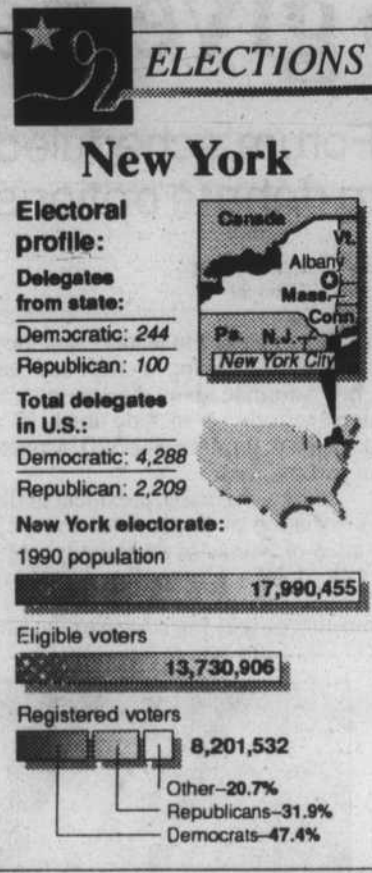 92
ELECTIONS
New York
Electoral
profile:
Delegates
from state:
Democratic: 244
Republican: 100
Total delegates
in U.S.:
Democratic: 4,288
Republican: 2,209
Canada
Vt.
Albany
Mass.
Conn.
Pa. N.J.
New York City
New York electorate:
1990 population
17,990,455
Eligible voters
13,730,906
Registered voters
8,201,532
Other–20.7%
Republicans–31.9%
Democrats–47.4%